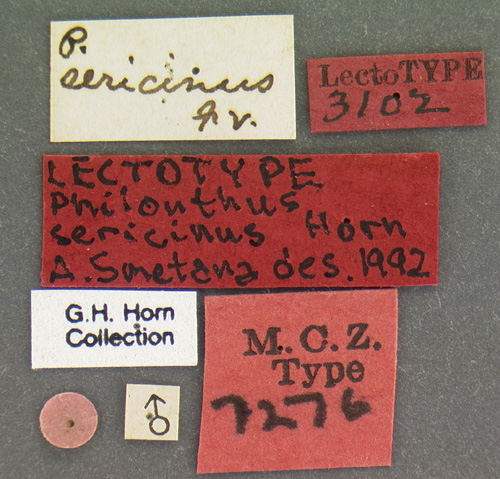 P.
sericinus
LectoTYPE
3102
LECTOTYPE
Philonthus
sericinus Horn
A. Smetana des. 1992
G.H. Horn
Collection
M. C. Z.
Type
7276
♂